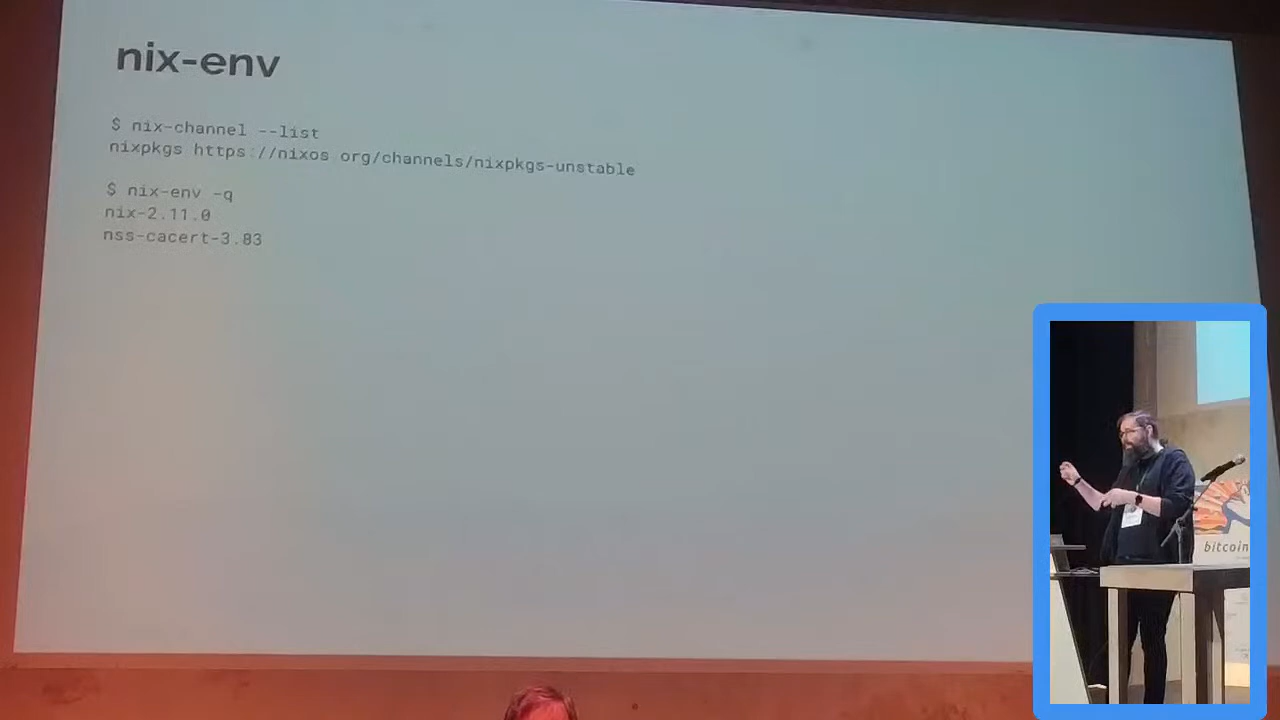 nix-env
$ nix-channel --list
nixpkgs https://nixos org/channels/nixpkgs-unstable
$ nix-env -q
nix-2.11.0
nss-cacert-3.83
bitcoin